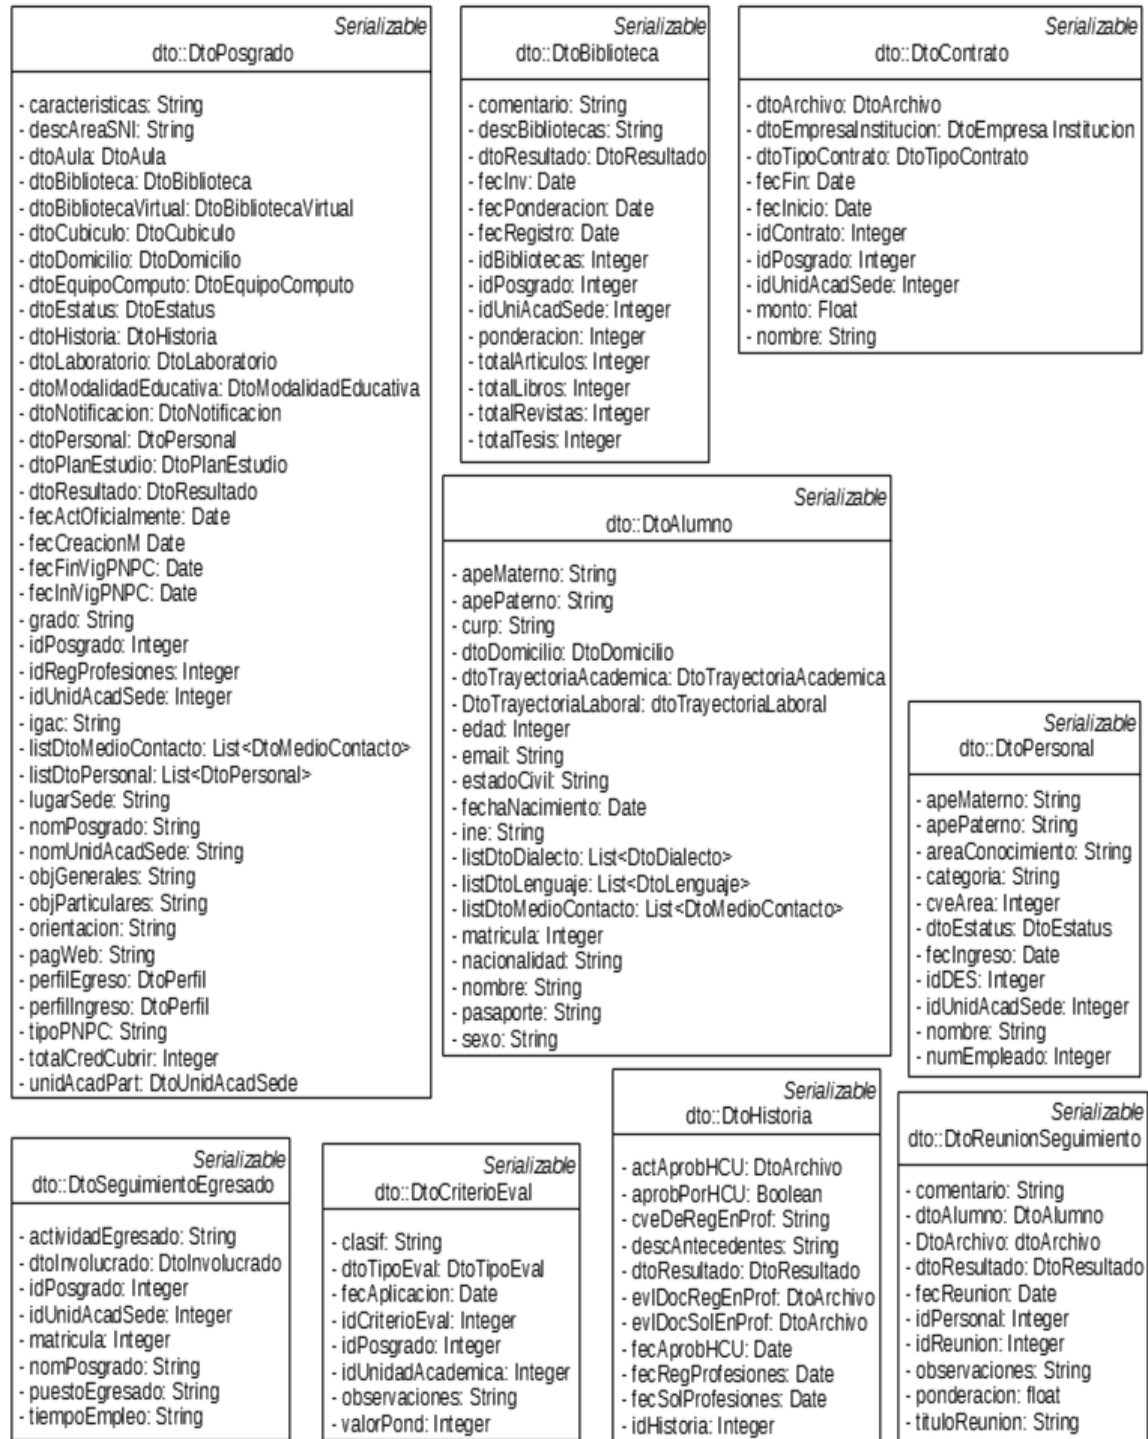 Serializable
dto::DtoPosgrado
- caracteristicas: String
- descAreaSNI: String
- dtoAula: DtoAula
- dtoBiblioteca: DtoBiblioteca
- dtoBibliotecaVirtual: DtoBibliotecaVirtual
- dtoCubiculo: DtoCubiculo
- dtoDomicilio: DtoDomicilio
- dtoEquipoComputo: DtoEquipoComputo
- dtoEstatus: DtoEstatus
- dtoHistoria: DtoHistoria
- dtoLaboratorio: DtoLaboratorio
- dtoModalidadEducativa: DtoModalidadEducativa
- dtoNotificacion: DtoNotificacion
- dtoPersonal: DtoPersonal
- dtoPlanEstudio: DtoPlanEstudio
- dtoResultado: DtoResultado
- fecActOficialmente: Date
- fecCreacionM Date
- fecFinVigPNPC: Date
- fecIniVigPNPC: Date
- grado: String
- idPosgrado: Integer
- idRegProfesiones: Integer
- idUnidAcadSede: Integer
- igac: String
- listDtoMedioContacto: List<DtoMedioContacto>
- listDtoPersonal: List<DtoPersonal>
- lugarSede: String
- nomPosgrado: String
- nomUnidAcadSede: String
- objGenerales: String
- objParticulares: String
- orientacion: String
- pagWeb: String
- perfilEgreso: DtoPerfil
- perfilIngreso: DtoPerfil
- tipoPNPC: String
- totalCredCubrir: Integer
- unidAcadPart: DtoUnidAcadSede
Serializable
dto::DtoBiblioteca
- comentario: String
- descBibliotecas: String
- dtoResultado: DtoResultado
- fecInv: Date
- fecPonderacion: Date
- fecRegistro: Date
- idBibliotecas: Integer
- idPosgrado: Integer
- idUniAcadSede: Integer
- ponderacion: Integer
- totalArticulos: Integer
- totalLibros: Integer
- totalRevistas: Integer
- totalTesis: Integer
Serializable
dto::DtoContrato
- dtoArchivo: DtoArchivo
- dtoEmpresaInstitucion: DtoEmpresa Institucion
- dtoTipoContrato: DtoTipoContrato
- fecFin: Date
- fecInicio: Date
- idContrato: Integer
- idPosgrado: Integer
- idUnidAcadSede: Integer
- monto: Float
- nombre: String
Serializable
dto::DtoAlumno
- apeMaterno: String
- apePaterno: String
- curp: String
- dtoDomicilio: DtoDomicilio
- dtoTrayectoriaAcademica: DtoTrayectoriaAcademica
- DtoTrayectoriaLaboral: dtoTrayectoriaLaboral
- edad: Integer
- email: String
- estadoCivil: String
- fechaNacimiento: Date
- ine: String
- listDtoDialecto: List<DtoDialecto>
- listDtoLenguaje: List<DtoLenguaje>
- listDtoMedioContacto: List<DtoMedioContacto>
- matricula: Integer
- nacionalidad: String
- nombre: String
- pasaporte: String
- sexo: String
Serializable
dto::DtoPersonal
- apeMaterno: String
- apePaterno: String
- areaConocimiento: String
- categoria: String
- cveArea: Integer
- dtoEstatus: DtoEstatus
- fecIngreso: Date
- idDES: Integer
- idUnidAcadSede: Integer
- nombre: String
- numEmpleado: Integer
Serializable
dto::DtoSeguimientoEgresado
- actividadEgresado: String
- dtoInvolucrado: DtoInvolucrado
- idPosgrado: Integer
- idUnidAcadSede: Integer
- matricula: Integer
- nomPosgrado: String
- puestoEgresado: String
- tiempoEmpleo: String
Serializable
dto::DtoCriterioEval
- clasif: String
- dtoTipoEval: DtoTipoEval
- fecAplicacion: Date
- idCriterioEval: Integer
- idPosgrado: Integer
- idUnidadAcademica: Integer
- observaciones: String
- valorPond: Integer
Serializable
dto::DtoHistoria
- actAprobHCU: DtoArchivo
- aprobPorHCU: Boolean
- cveDeRegEnProf: String
- descAntecedentes: String
- dtoResultado: DtoResultado
- evIDocRegEnProf: DtoArchivo
- evIDocSolEnProf: DtoArchivo
- fecAprobHCU: Date
- fecRegProfesiones: Date
- fecSolProfesiones: Date
- idHistoria: Integer
Serializable
dto::DtoReunionSeguimiento
- comentario: String
- dtoAlumno: DtoAlumno
- DtoArchivo: dtoArchivo
- dtoResultado: DtoResultado
- fecReunion: Date
- idPersonal: Integer
- idReunion: Integer
- observaciones: String
- ponderacion: float
- tituloReunion: String